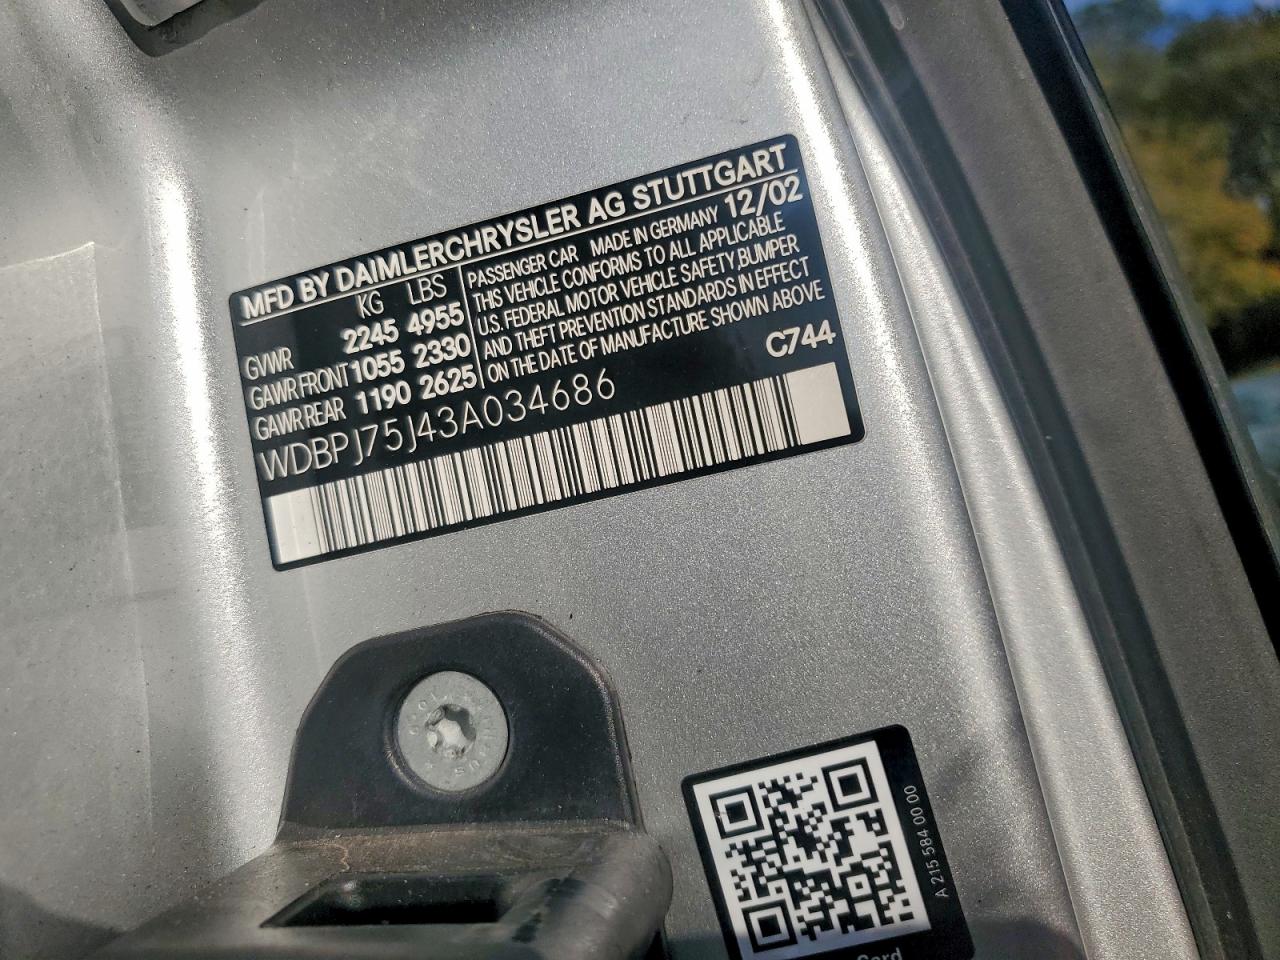 MFD BY DAIMLERCHRYSLER AG STUTTGART
KG LBS
GVWR 2245 4955
GAWR FRONT 1055 2330
GAWR REAR 1190 2625
PASSENGER CAR MADE IN GERMANY 12/02
THIS VEHICLE CONFORMS TO ALL APPLICABLE
U.S. FEDERAL MOTOR VEHICLE SAFETY, BUMPER
AND THEFT PREVENTION STANDARDS IN EFFECT
ON THE DATE OF MANUFACTURE SHOWN ABOVE
C744
WDBPJ75J43A034686
A 215 584 00 00